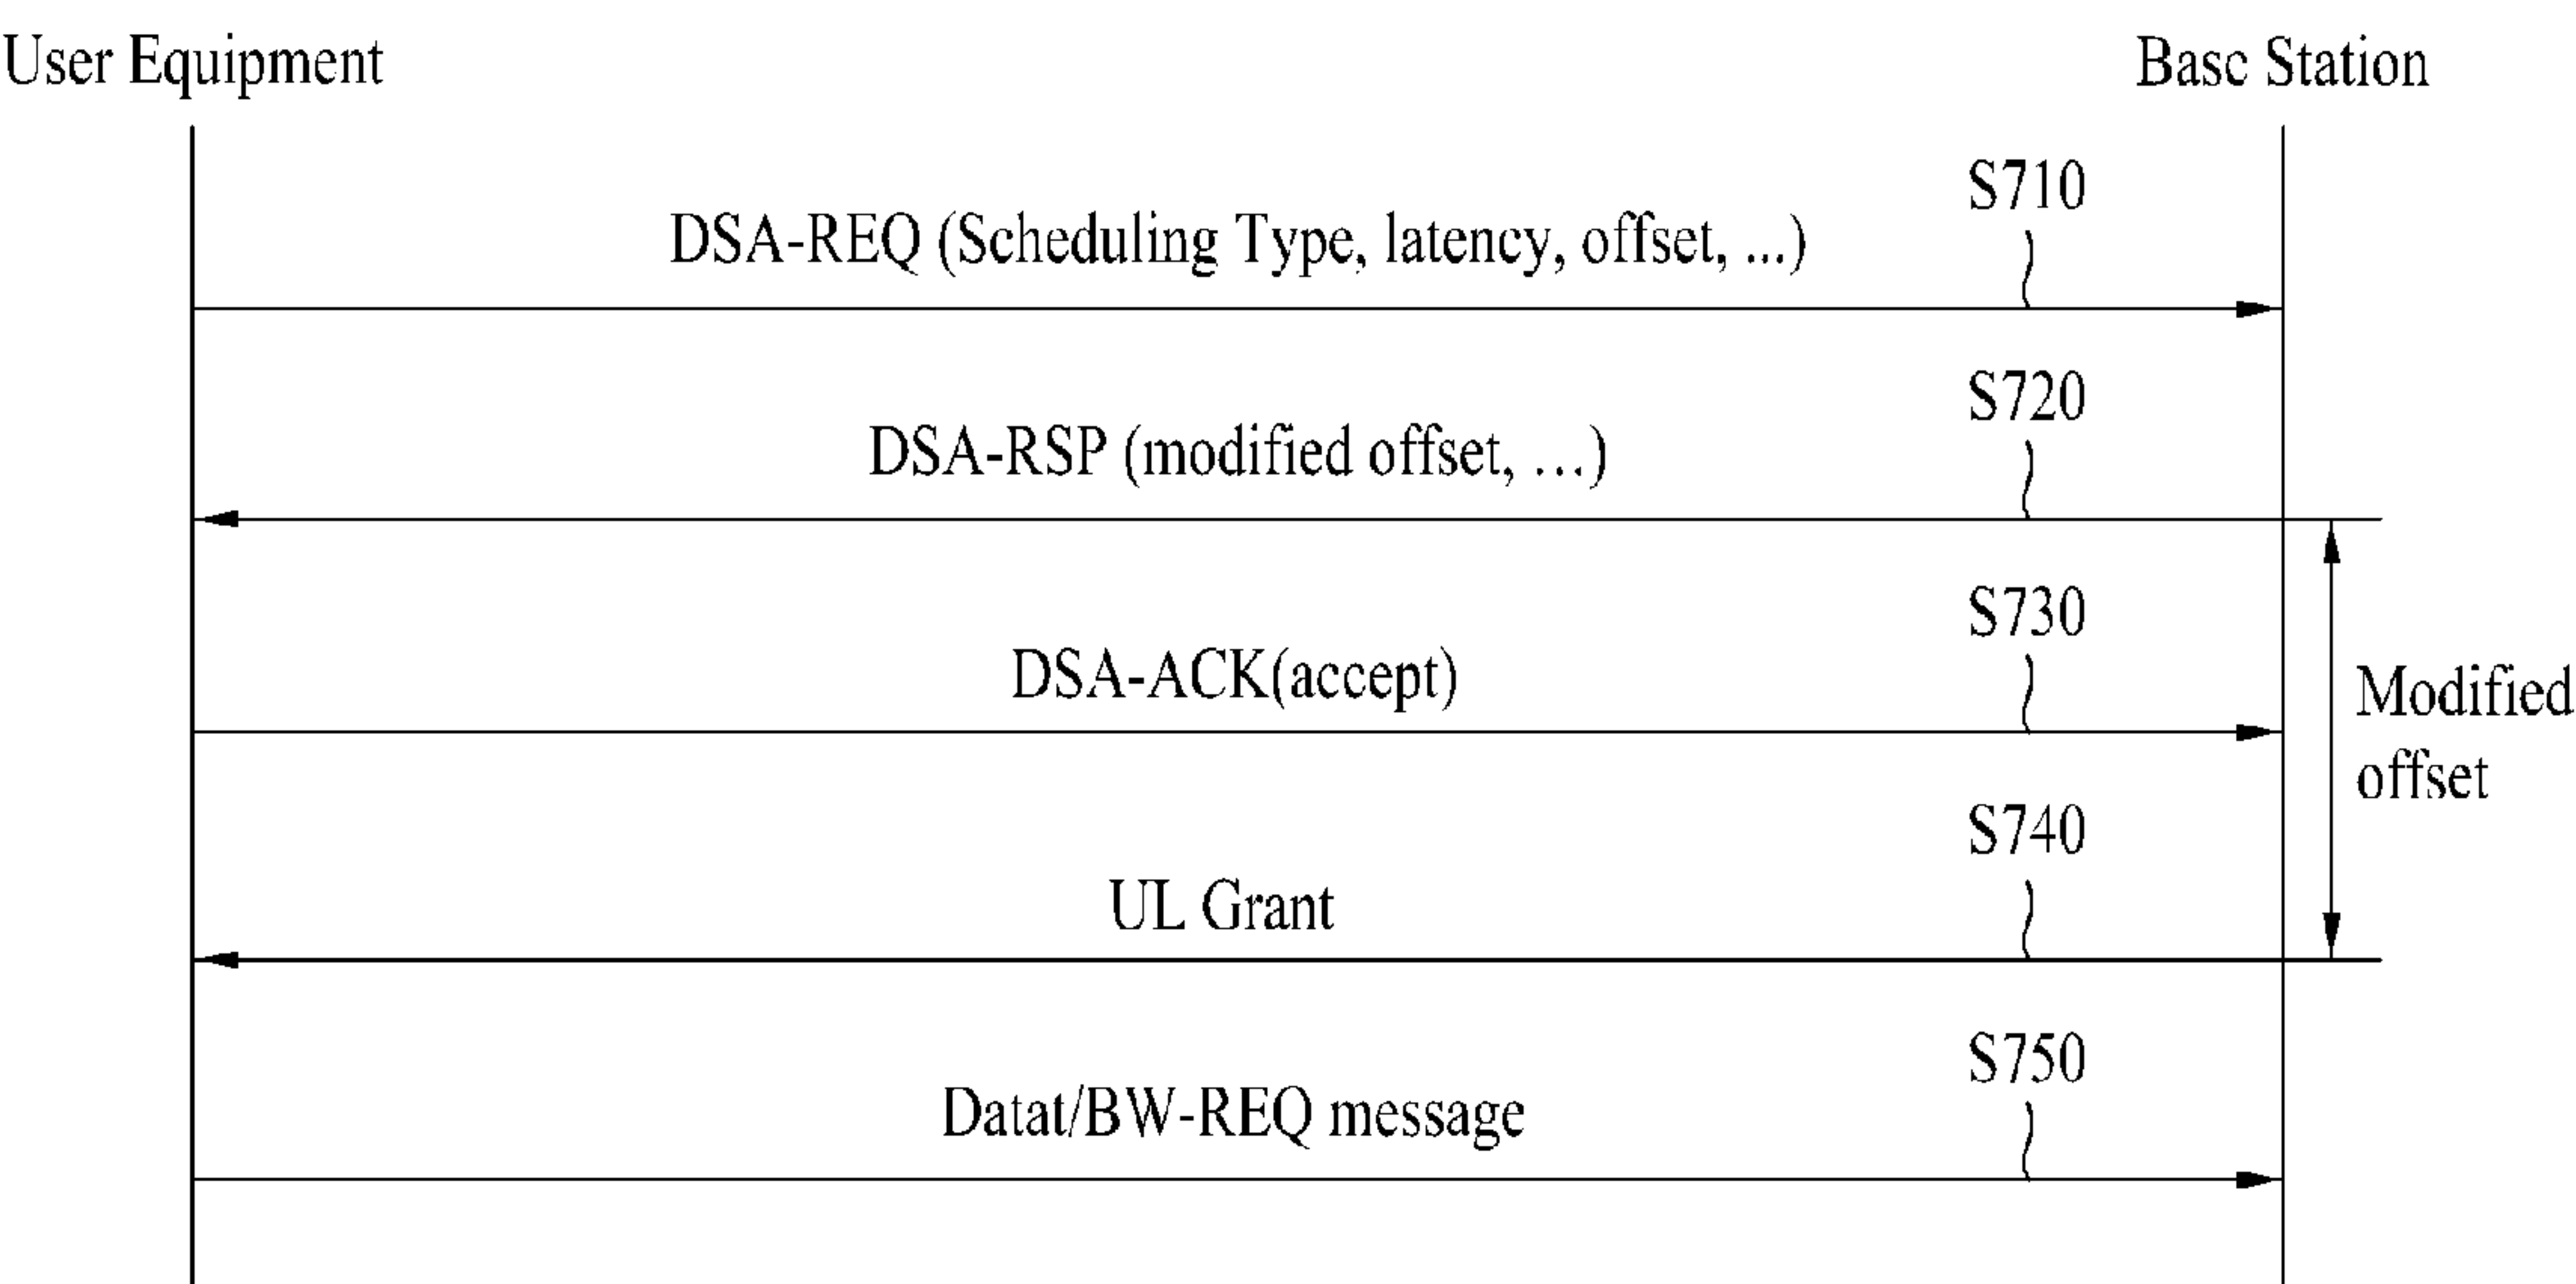 User Equipment
Basc Station
S710
DSA-REQ (Scheduling Type, latency, offset, ...)
S720
DSA-RSP (modified offset, ...)
S730
DSA-ACK(accept)
Modified
offset
S740
UL Grant
S750
Datat/BW-REQ message